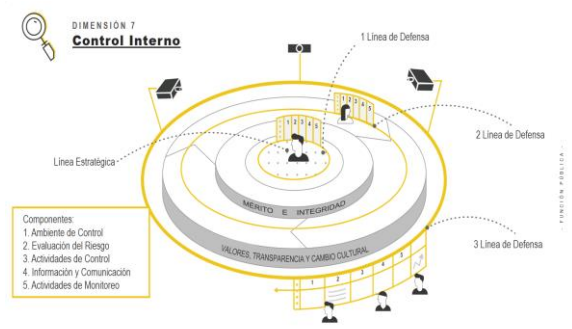 DIMENSIÓN 7
Control Interno
1 Línea de Defensa
1 2 3 4 5
1 2 3 4 5
2 Línea de Defensa
Línea Estratégica
MÉRITO E INTEGRIDAD
VALORES, TRANSPARENCIA Y CAMBIO CULTURAL
3 Línea de Defensa
1 2 3 4 5
Componentes:
1. Ambiente de Control
2. Evaluación del Riesgo
3. Actividades de Control
4. Información y Comunicación
5. Actividades de Monitoreo
- FUNCIÓN PÚBLICA -